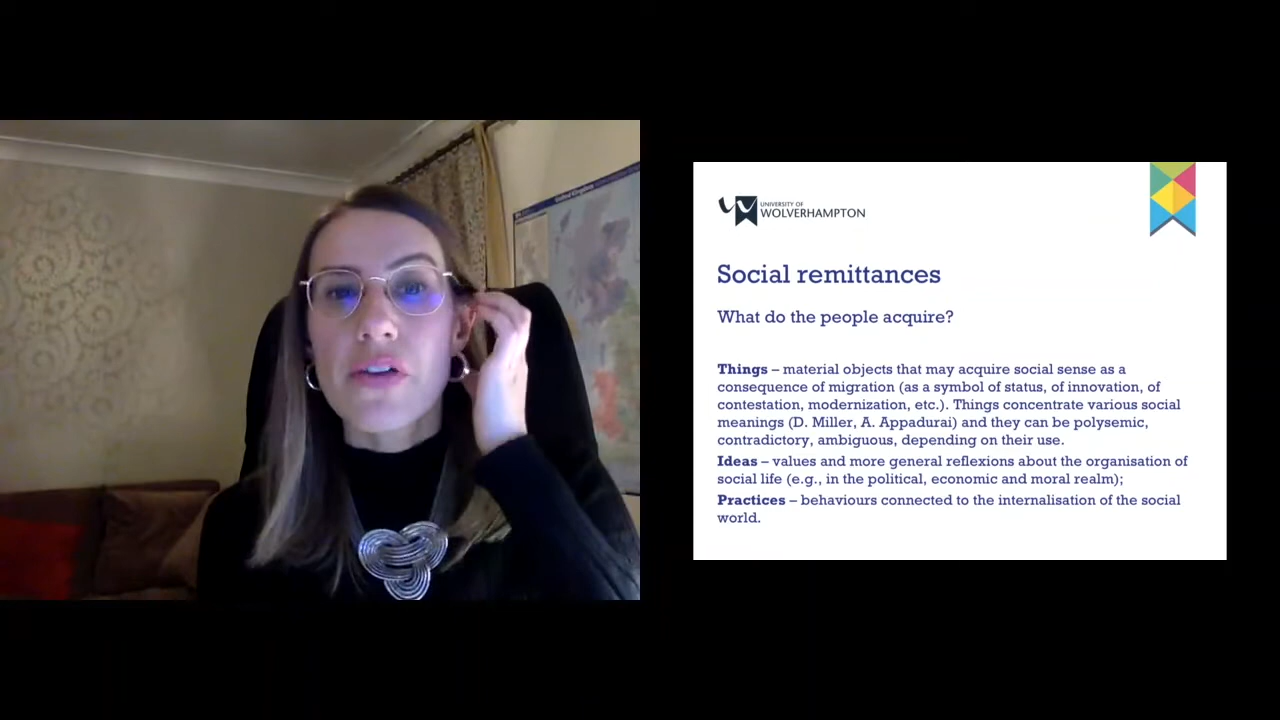 United Kingdom
UNIVERSITY OF
WOLVERHAMPTON
Social remittances
What do the people acquire?
Things – material objects that may acquire social sense as a
consequence of migration (as a symbol of status, of innovation, of
contestation, modernization, etc.). Things concentrate various social
meanings (D. Miller, A. Appadurai) and they can be polysemic,
contradictory, ambiguous, depending on their use.
Ideas – values and more general reflexions about the organisation of
social life (e.g., in the political, economic and moral realm);
Practices – behaviours connected to the internalisation of the social
world.